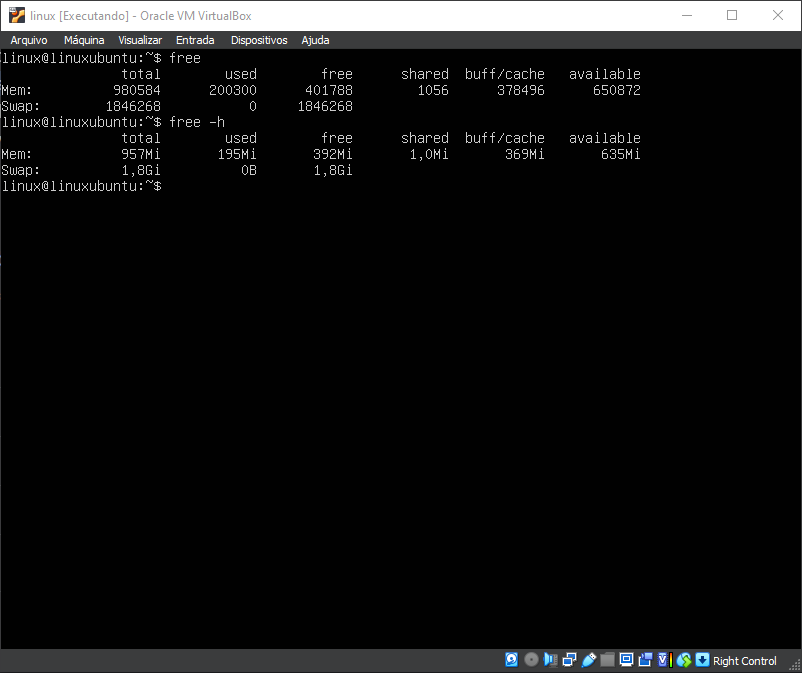 linux [Executando] - Oracle VM VirtualBox
Arquivo Máquina Visualizar Entrada Dispositivos Ajuda
linux@linuxubuntu:~$ free
total used free shared buff/cache available
Mem: 980584 200300 401788 1056 378496 650872
Swap: 1846268 0 1846268
linux@linuxubuntu:~$ free -h
total used free shared buff/cache available
Mem: 957Mi 195Mi 392Mi 1,0Mi 369Mi 635Mi
Swap: 1,8Gi 0B 1,8Gi
linux@linuxubuntu:~$
Right Control